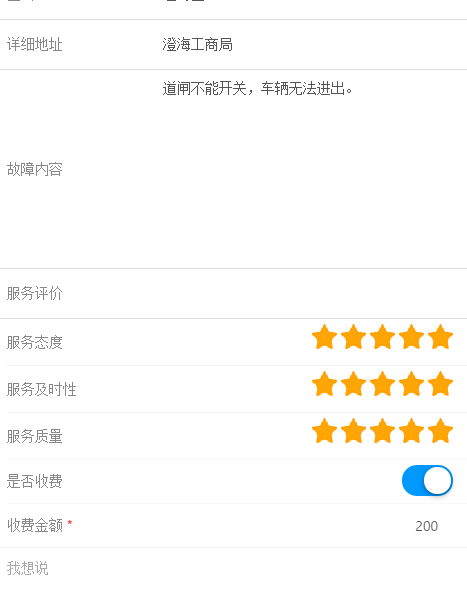 详细地址 澄海工商局
道闸不能开关，车辆无法进出。
故障内容
服务评价
服务态度
服务及时性
服务质量
是否收费
收费金额 * 200
我想说